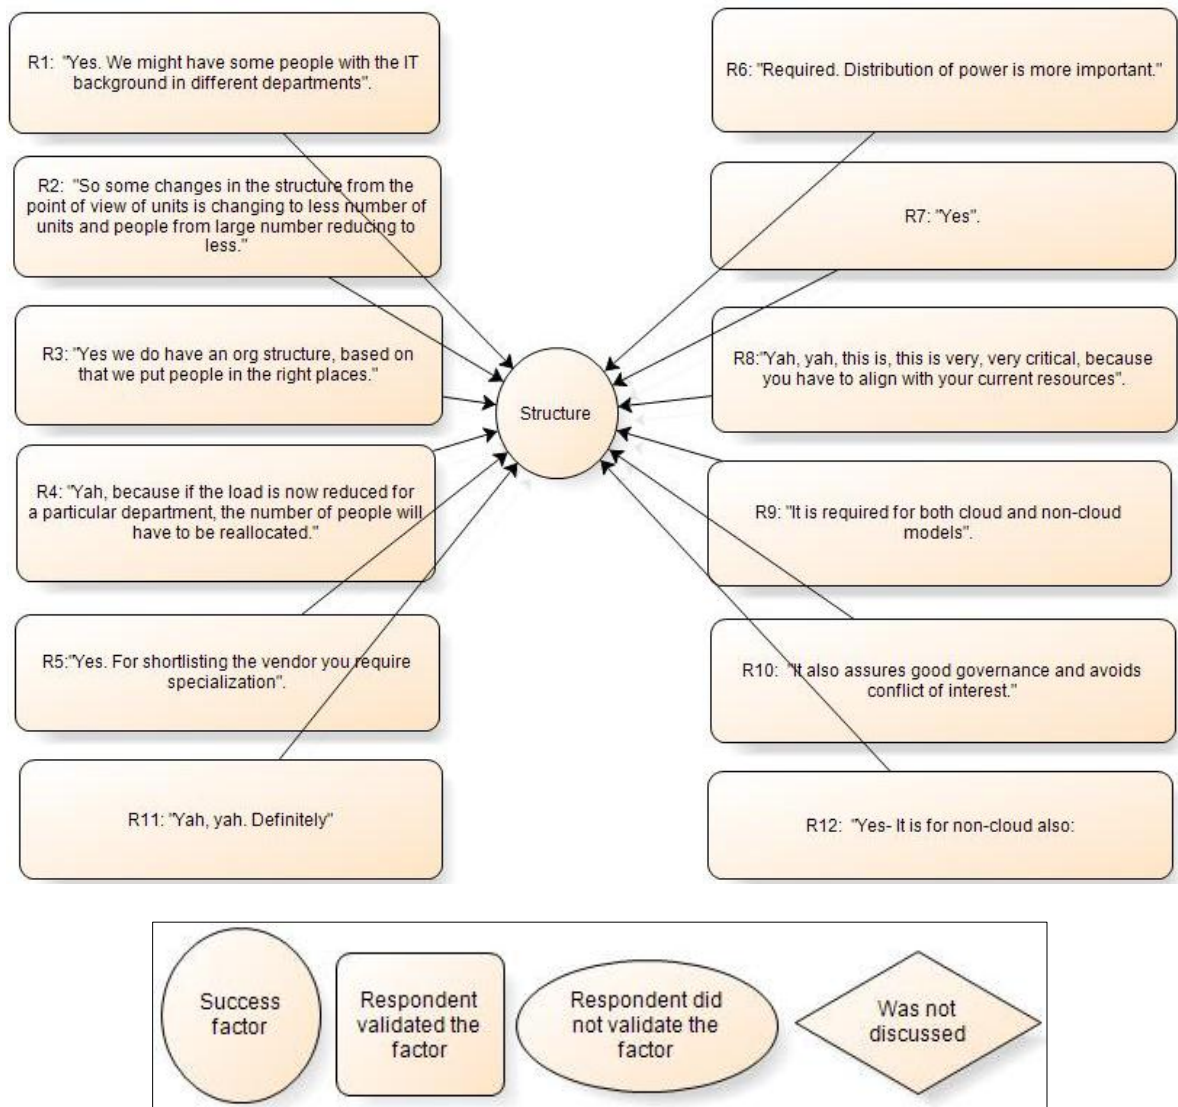 R1: "Yes. We might have some people with the IT
background in different departments".
R2: "So some changes in the structure from the
point of view of units is changing to less number of
units and people from large number reducing to
less."
R3: "Yes we do have an org structure, based on
that we put people in the right places."
R4: "Yah, because if the load is now reduced for
a particular department, the number of people will
have to be reallocated."
R5:"Yes. For shortlisting the vendor you require
specialization".
R11: "Yah, yah. Definitely"
Structure
R6: "Required. Distribution of power is more important."
R7: "Yes".
R8:"Yah, yah, this is, this is very, very critical, because
you have to align with your current resources".
R9: "It is required for both cloud and non-cloud
models".
R10: "It also assures good governance and avoids
conflict of interest."
R12: "Yes- It is for non-cloud also:
Success
factor
Respondent
validated the
factor
Respondent did
not validate the
factor
Was not
discussed